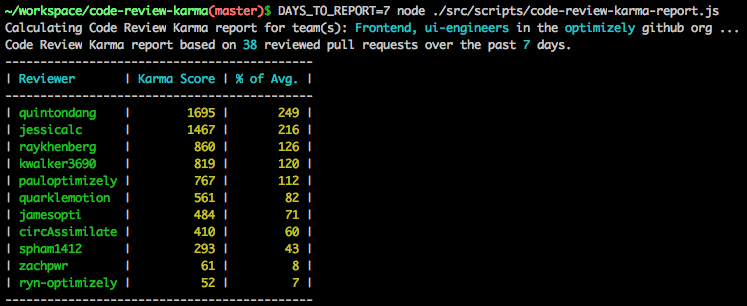 ~/workspace/code-review-karma(master)$ DAYS_TO_REPORT=7 node ./src/scripts/code-review-karma-report.js
Calculating Code Review Karma report for team(s): Frontend, ui-engineers in the optimizely github org ...
Code Review Karma report based on 38 reviewed pull requests over the past 7 days.
--------------------------------------------
| Reviewer       | Karma Score | % of Avg. |
--------------------------------------------
| quintondang    |        1695 |       249 |
| jessicalc      |        1467 |       216 |
| raykhenberg    |         860 |       126 |
| kwalker3690    |         819 |       120 |
| pauloptimizely |         767 |       112 |
| quarklemotion  |         561 |        82 |
| jamesopti      |         484 |        71 |
| circAssimilate |         410 |        60 |
| spham1412      |         293 |        43 |
| zachpwr        |          61 |         8 |
| ryn-optimizely |          52 |         7 |
--------------------------------------------